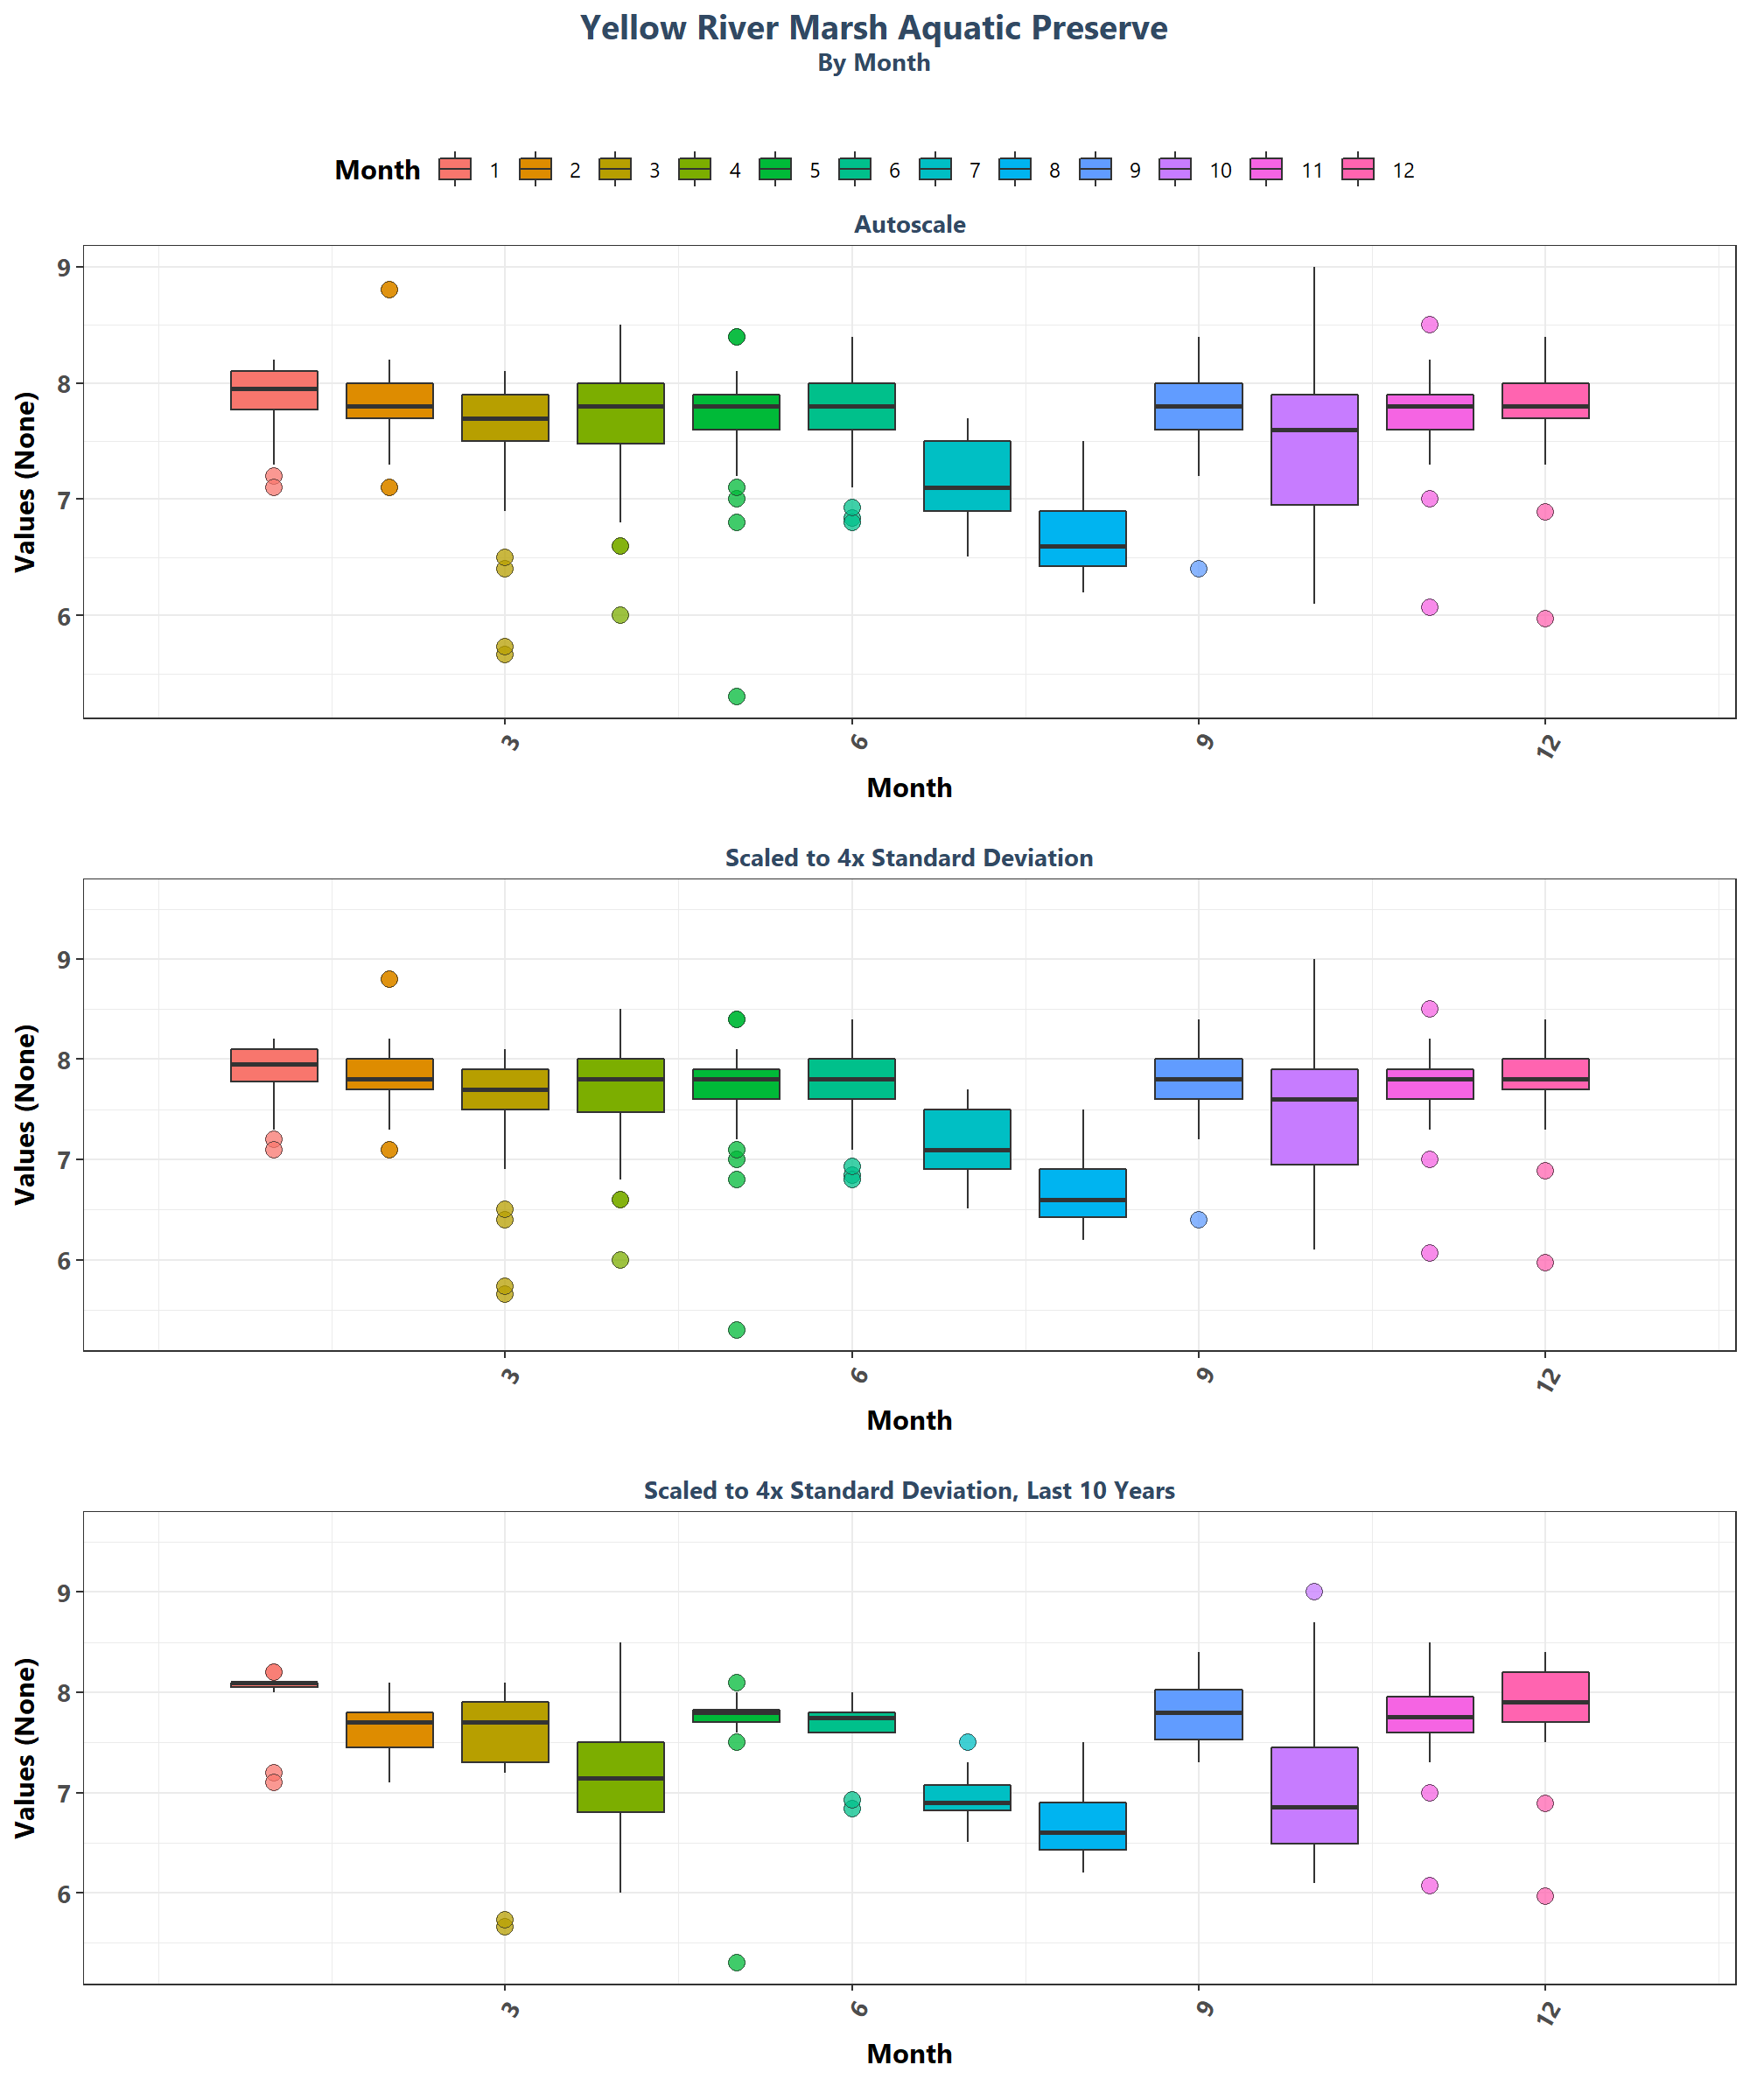 Yellow River Marsh Aquatic Preserve
By Month
Month 1 2 3 4 5 6 7 8 9 10 11 12
Autoscale
Values (None)
9
8
7
6
3 6 9 12
Month
Scaled to 4x Standard Deviation
Values (None)
9
8
7
6
3 6 9 12
Month
Scaled to 4x Standard Deviation, Last 10 Years
Values (None)
9
8
7
6
3 6 9 12
Month